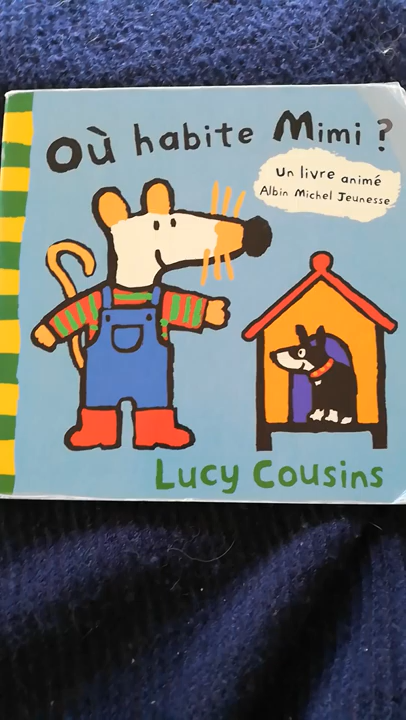 Où habite Mimi ?
Un livre animé
Albin Michel Jeunesse
Lucy Cousins